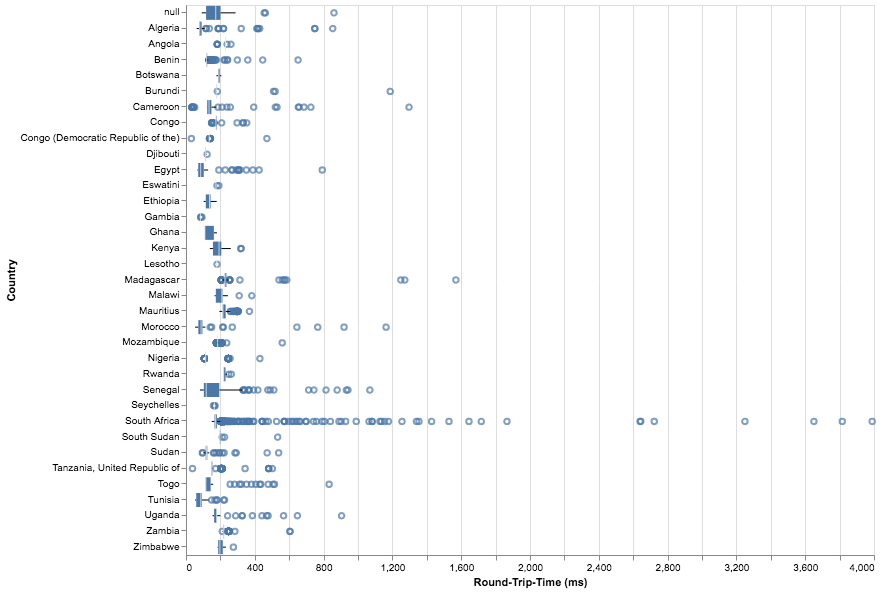 null
Algeria
Angola
Benin
Botswana
Burundi
Cameroon
Congo
Congo (Democratic Republic of the)
Djibouti
Egypt
Eswatini
Ethiopia
Gambia
Ghana
Kenya
Lesotho
Madagascar
Malawi
Mauritius
Morocco
Mozambique
Nigeria
Rwanda
Senegal
Seychelles
South Africa
South Sudan
Sudan
Tanzania, United Republic of
Togo
Tunisia
Uganda
Zambia
Zimbabwe
Country
0 400 800 1,200 1,600 2,000 2,400 2,800 3,200 3,600 4,000
Round-Trip-Time (ms)